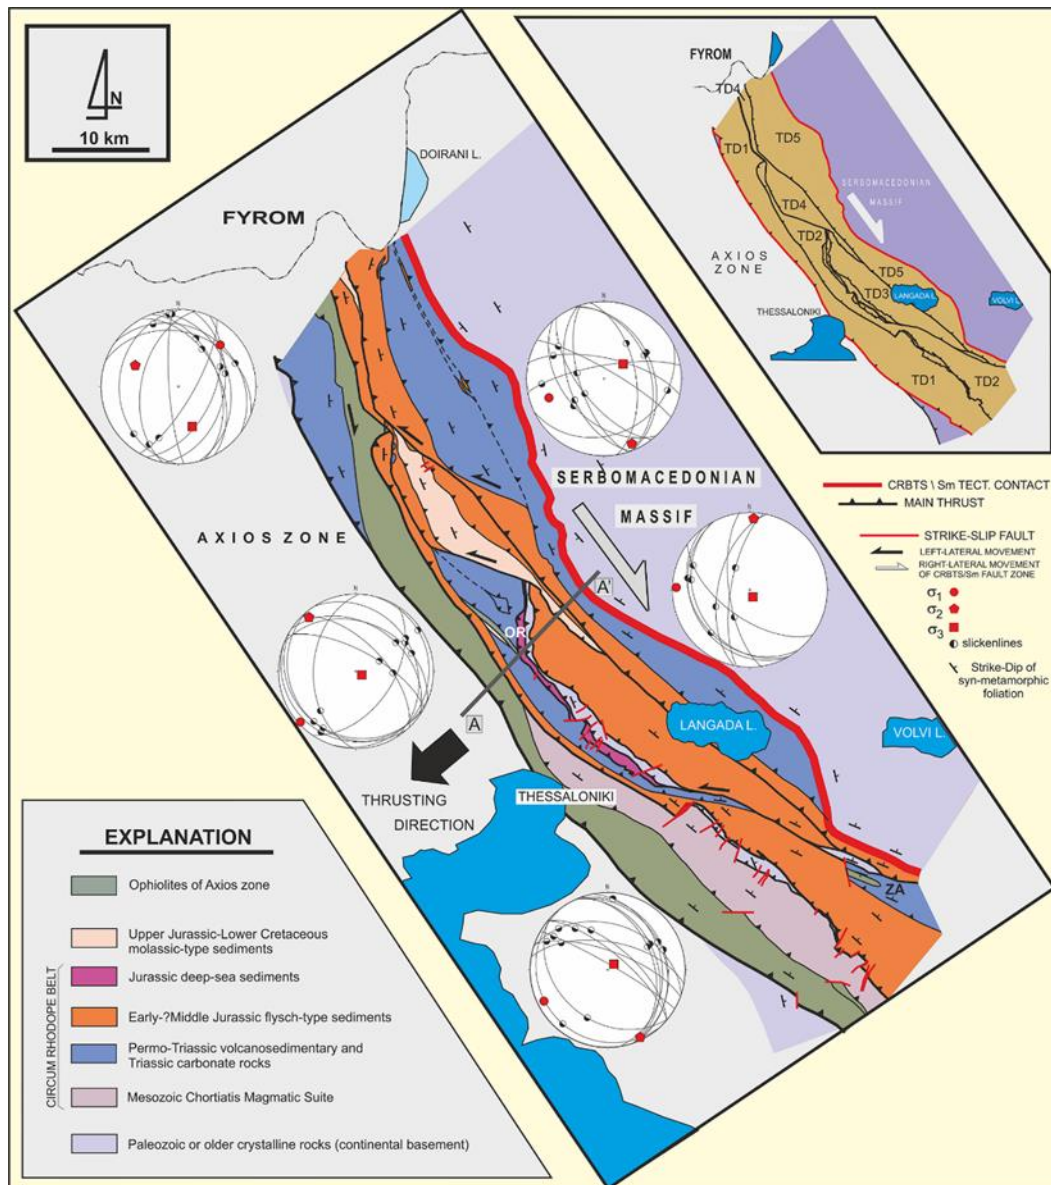 N
10 km
DOIRANI L.
FYROM
N
N
SERBOMACEDONIAN
MASSIF
AXIOS ZONE
N
N
A'
OR
A
LANGADA L.
VOLVI L.
THRUSTING
DIRECTION
THESSALONIKI
ZA
N
FYROM
TD4
TD1
TD5
SERBOMACEDONIAN
MASSIF
TD4
TD2
AXIOS
ZONE
TD5
TD3
LANGADA L.
VOLVI L.
THESSALONIKI
TD1
TD2
CRBTS \ Sm TECT. CONTACT
MAIN THRUST
STRIKE-SLIP FAULT
LEFT-LATERAL MOVEMENT
RIGHT-LATERAL MOVEMENT
OF CRBTS/Sm FAULT ZONE
σ1
σ2
σ3
slickenlines
Strike-Dip of
syn-metamorphic
foliation
EXPLANATION
Ophiolites of Axios zone
Upper Jurassic-Lower Cretaceous
molassic-type sediments
Jurassic deep-sea sediments
Early-?Middle Jurassic flysch-type sediments
Permo-Triassic volcanosedimentary and
Triassic carbonate rocks
Mesozoic Chortiatis Magmatic Suite
Paleozoic or older crystalline rocks (continental basement)
CIRCUM RHODOPE BELT